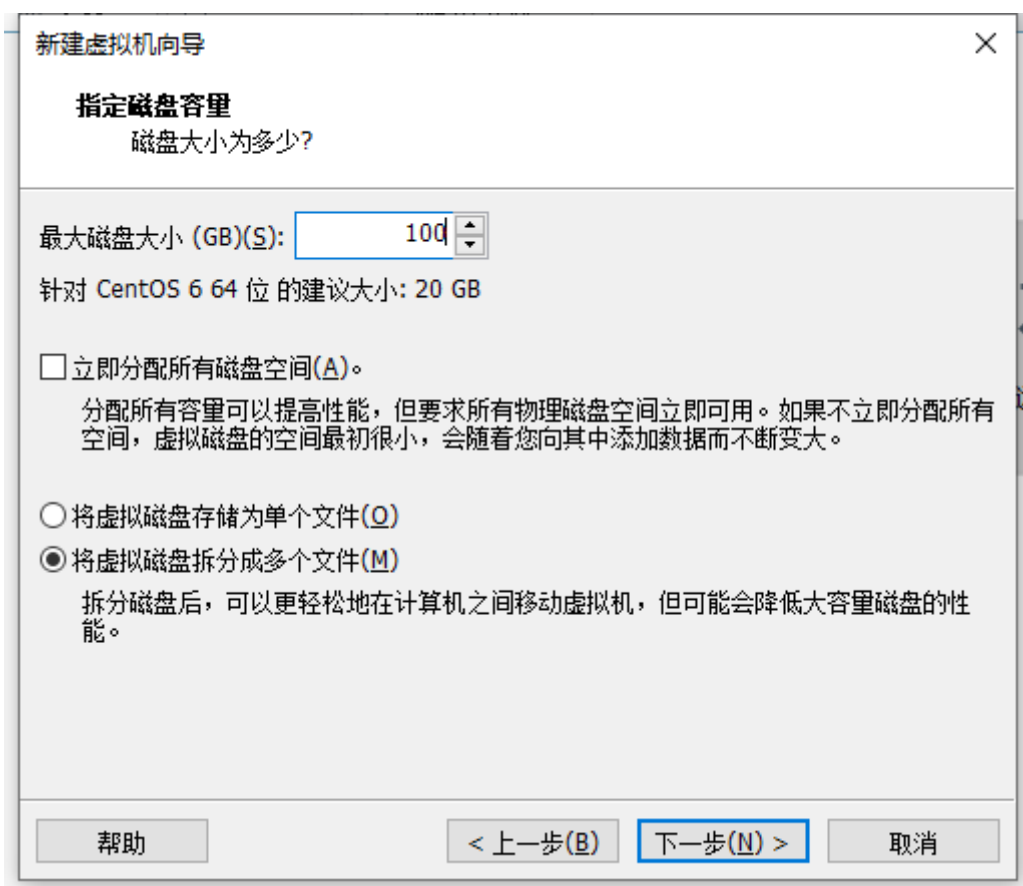 新建虚拟机向导
指定磁盘容量
磁盘大小为多少?
最大磁盘大小 (GB)(S): 100
针对 CentOS 6 64 位 的建议大小: 20 GB
立即分配所有磁盘空间(A)。
分配所有容量可以提高性能，但要求所有物理磁盘空间立即可用。如果不立即分配所有
空间，虚拟磁盘的空间最初很小，会随着您向其中添加数据而不断变大。
将虚拟磁盘存储为单个文件(O)
将虚拟磁盘拆分成多个文件(M)
拆分磁盘后，可以更轻松地在计算机之间移动虚拟机，但可能会降低大容量磁盘的性
能。
帮助 < 上一步(B) 下一步(N) > 取消